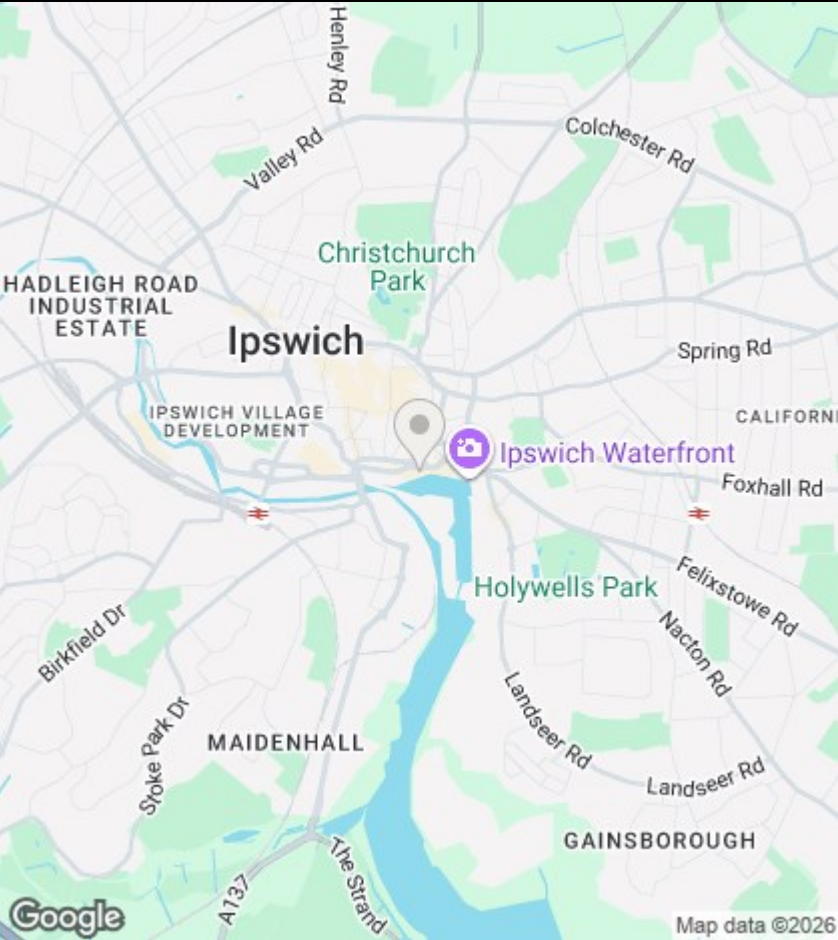 Henley Rd
Colchester Rd
Valley Rd
Christchurch
Park
HADLEIGH ROAD
INDUSTRIAL
ESTATE
Ipswich
Spring Rd
IPSWICH VILLAGE
DEVELOPMENT
CALIFORNI
Ipswich Waterfront
Foxhall Rd
Holywells Park
Felixstowe Rd
Birkfield Dr
Nacton Rd
Stoke Park Dr
Landseer Rd
MAIDENHALL
Landseer Rd
GAINSBOROUGH
The Strand
A137
Google
Map data ©2026